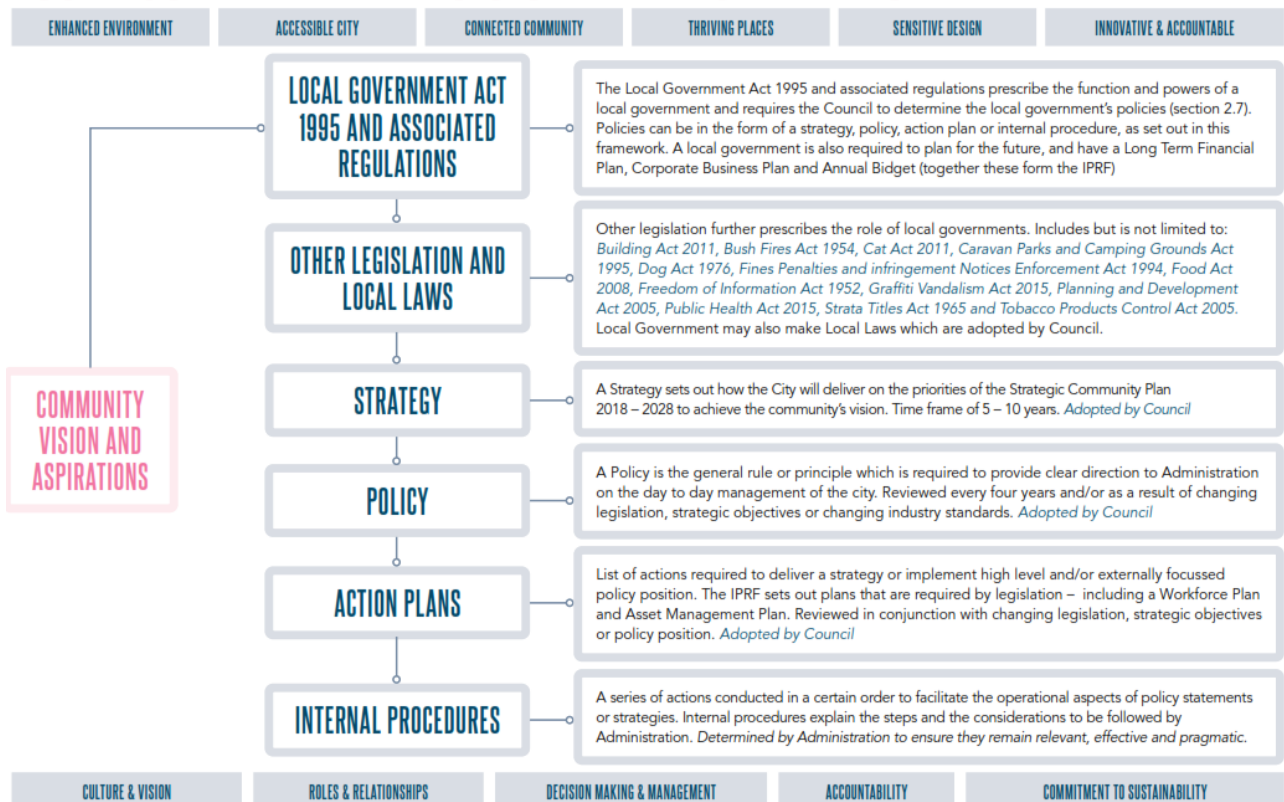 ENHANCED ENVIRONMENT
ACCESSIBLE CITY
CONNECTED COMMUNITY
THRIVING PLACES
SENSITIVE DESIGN
INNOVATIVE & ACCOUNTABLE
LOCAL GOVERNMENT ACT
1995 AND ASSOCIATED
REGULATIONS
The Local Government Act 1995 and associated regulations prescribe the function and powers of a
local government and requires the Council to determine the local government's policies (section 2.7).
Policies can be in the form of a strategy, policy, action plan or internal procedure, as set out in this
framework. A local government is also required to plan for the future, and have a Long Term Financial
Plan, Corporate Business Plan and Annual Budget (together these form the IPRF)
OTHER LEGISLATION AND
LOCAL LAWS
Other legislation further prescribes the role of local governments. Includes but is not limited to:
Building Act 2011, Bush Fires Act 1954, Cat Act 2011, Caravan Parks and Camping Grounds Act
1995, Dog Act 1976, Fines Penalties and infringement Notices Enforcement Act 1994, Food Act
2008, Freedom of Information Act 1952, Graffiti Vandalism Act 2015, Planning and Development
Act 2005, Public Health Act 2015, Strata Titles Act 1965 and Tobacco Products Control Act 2005.
Local Government may also make Local Laws which are adopted by Council.
COMMUNITY
VISION AND
ASPIRATIONS
STRATEGY
A Strategy sets out how the City will deliver on the priorities of the Strategic Community Plan
2018 – 2028 to achieve the community's vision. Time frame of 5 – 10 years. Adopted by Council
POLICY
A Policy is the general rule or principle which is required to provide clear direction to Administration
on the day to day management of the city. Reviewed every four years and/or as a result of changing
legislation, strategic objectives or changing industry standards. Adopted by Council
ACTION PLANS
List of actions required to deliver a strategy or implement high level and/or externally focussed
policy position. The IPRF sets out plans that are required by legislation – including a Workforce Plan
and Asset Management Plan. Reviewed in conjunction with changing legislation, strategic objectives
or policy position. Adopted by Council
INTERNAL PROCEDURES
A series of actions conducted in a certain order to facilitate the operational aspects of policy statements
or strategies. Internal procedures explain the steps and the considerations to be followed by
Administration. Determined by Administration to ensure they remain relevant, effective and pragmatic.
CULTURE & VISION
ROLES & RELATIONSHIPS
DECISION MAKING & MANAGEMENT
ACCOUNTABILITY
COMMITMENT TO SUSTAINABILITY